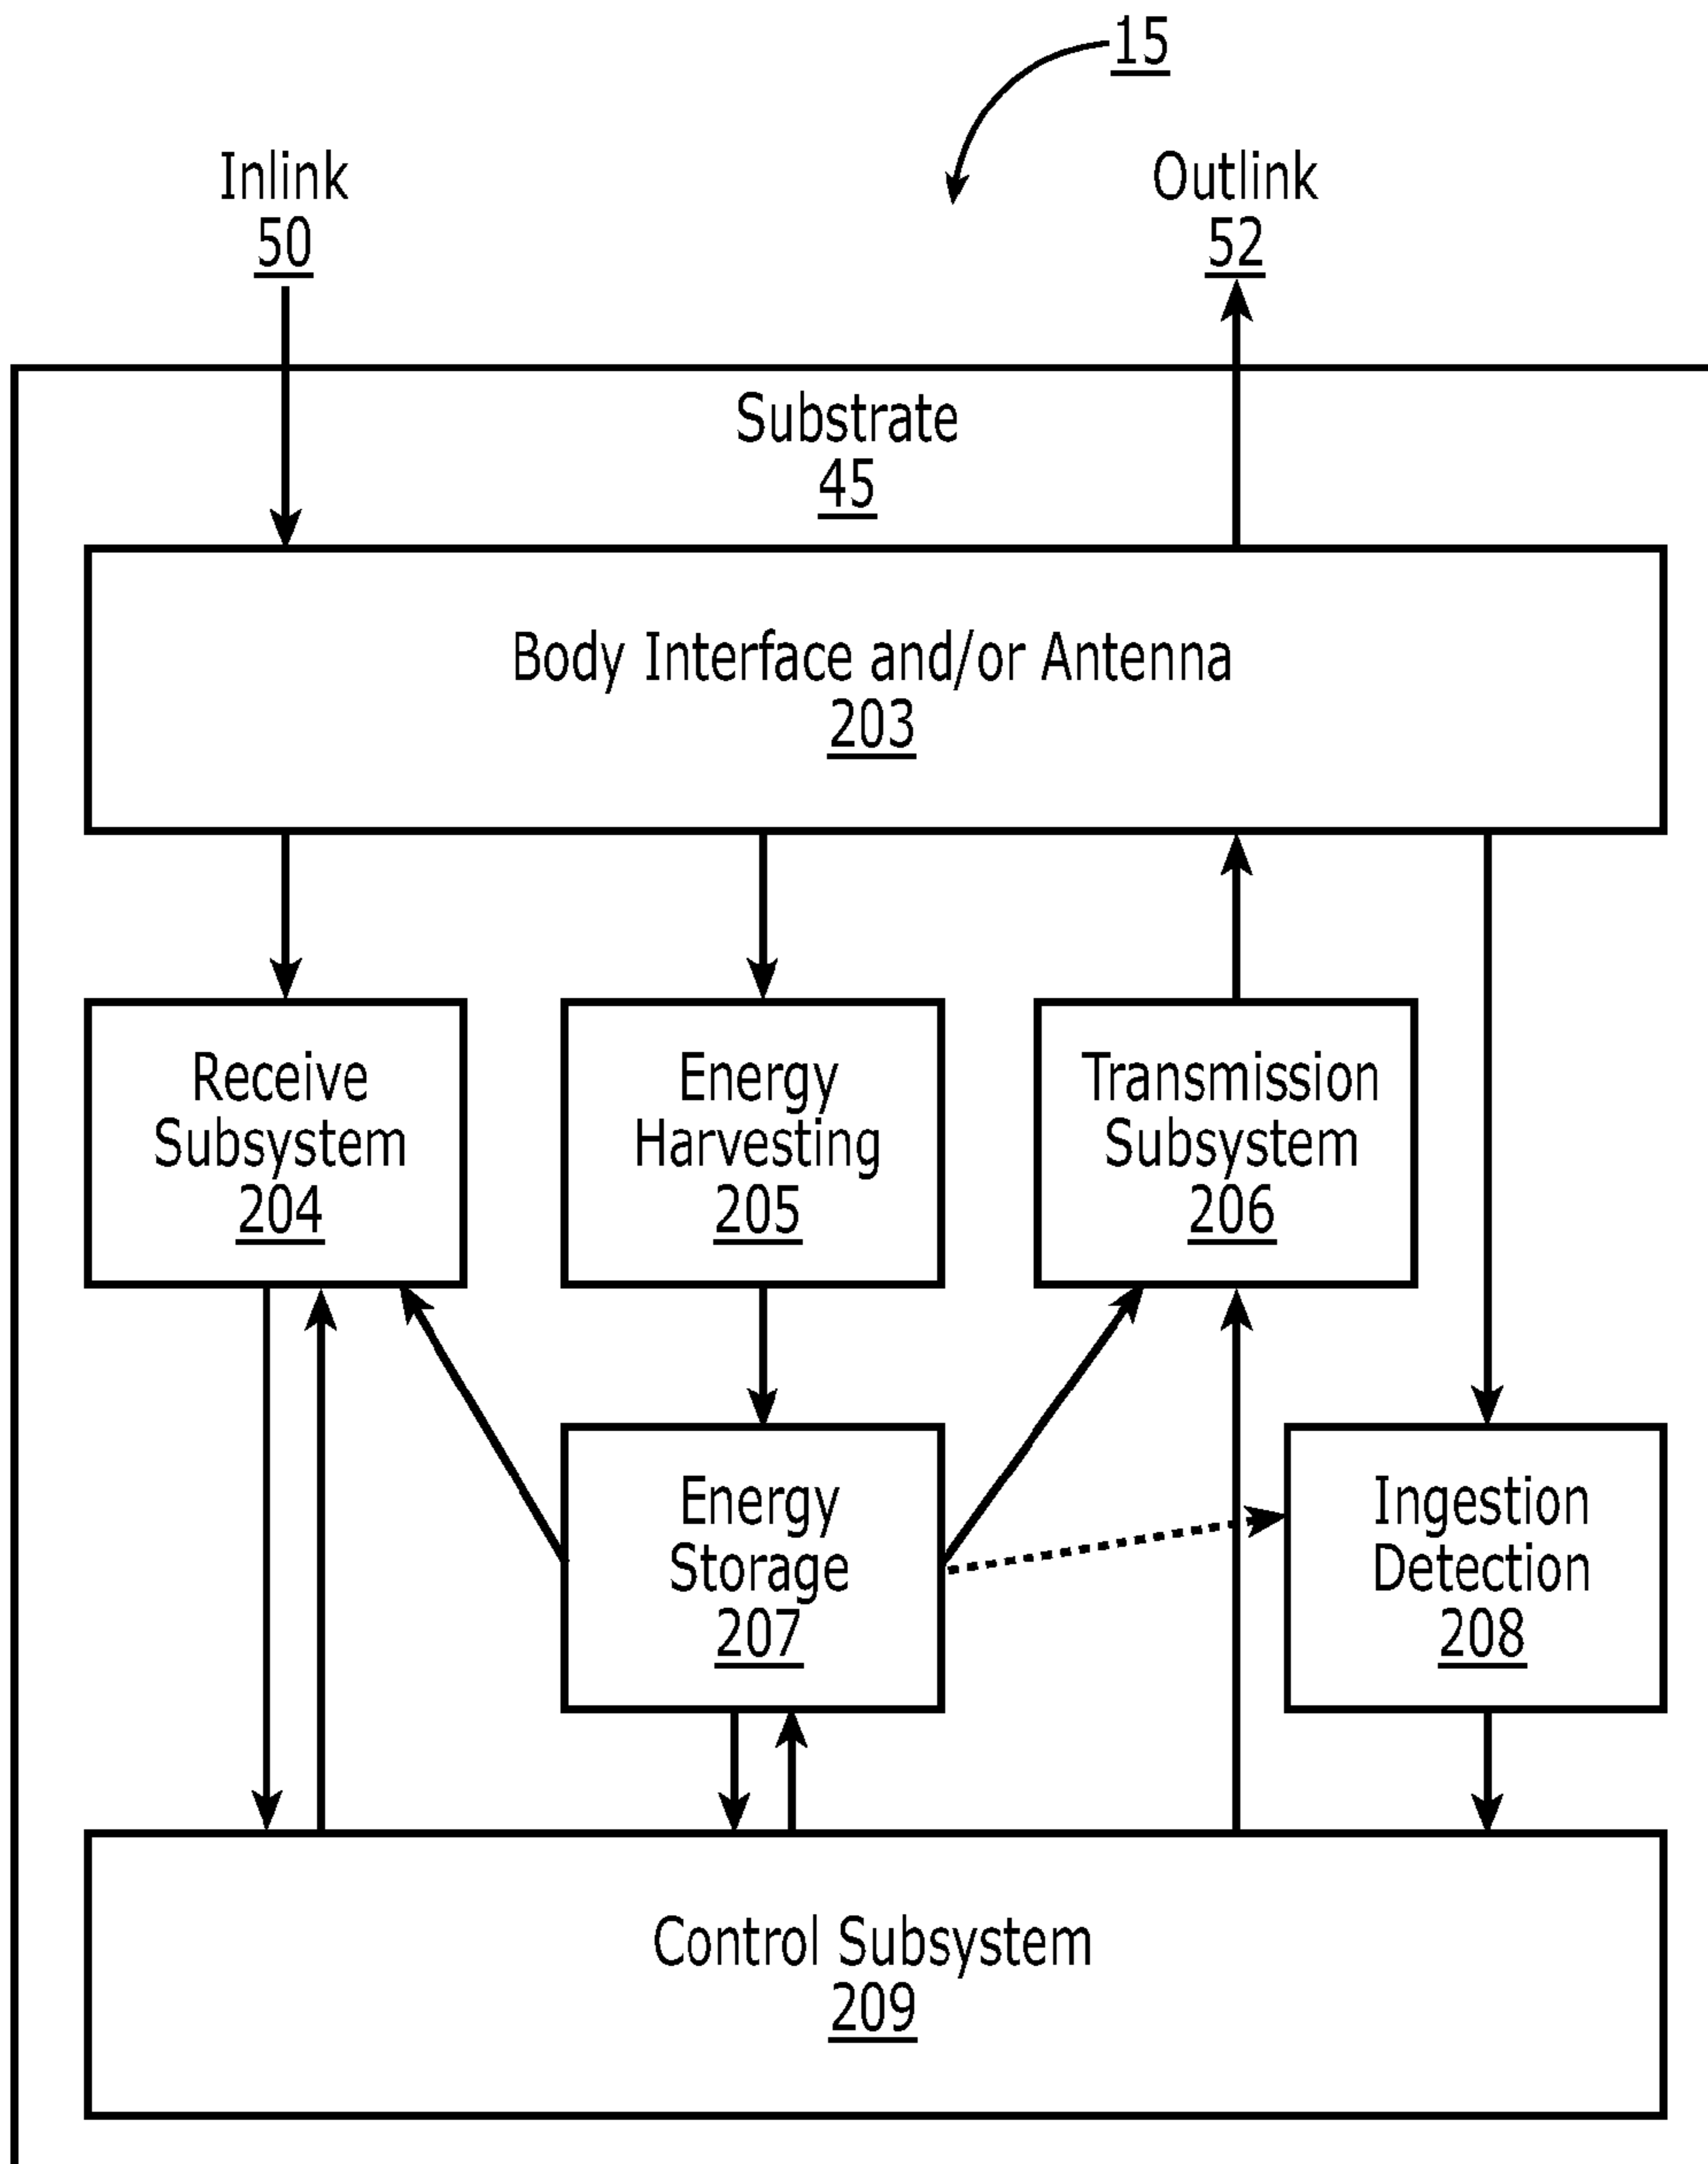 15
Inlink
50
Outlink
52
Substrate
45
Body Interface and/or Antenna
203
Receive
Subsystem
204
Energy
Harvesting
205
Transmission
Subsystem
206
Energy
Storage
207
Ingestion
Detection
208
Control Subsystem
209